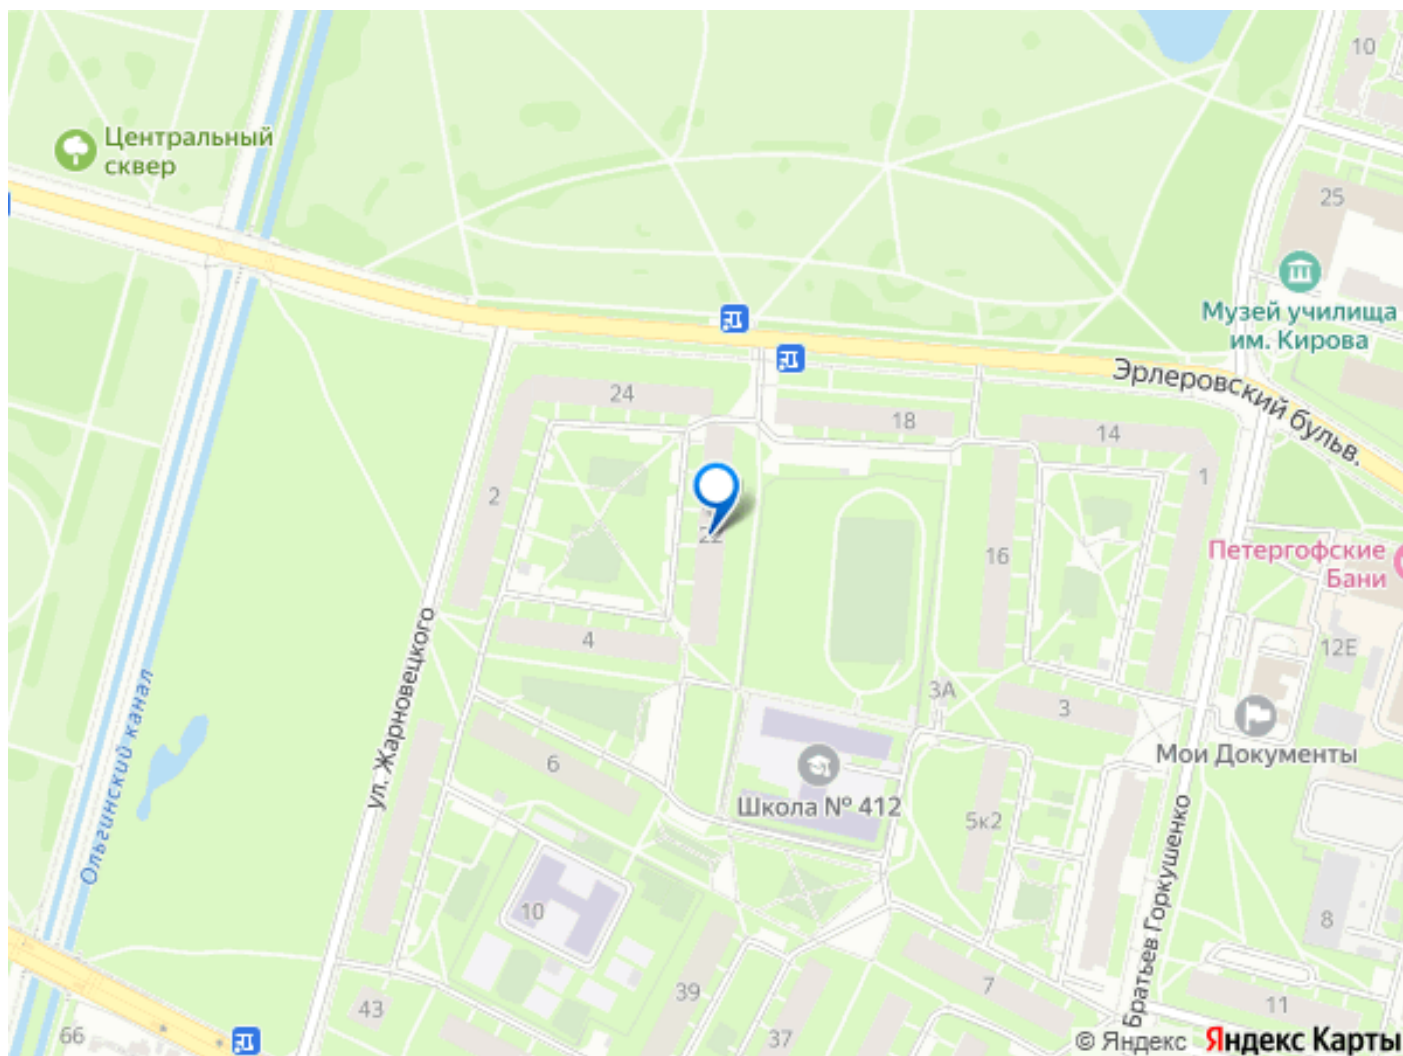 10
Центральный
сквер
25
Музей училища
им. Кирова
Эрлеровский бульв.
24
18
14
1
2
22
16
Петергофские
Бани
ул. Жарновецкого
4
12Е
3А
3
Ольгинский канал
Мои Документы
6
Школа № 412
5к2
Братьев Горкушенко
10
8
7
39
11
43
37
66
© Яндекс Яндекс Карты